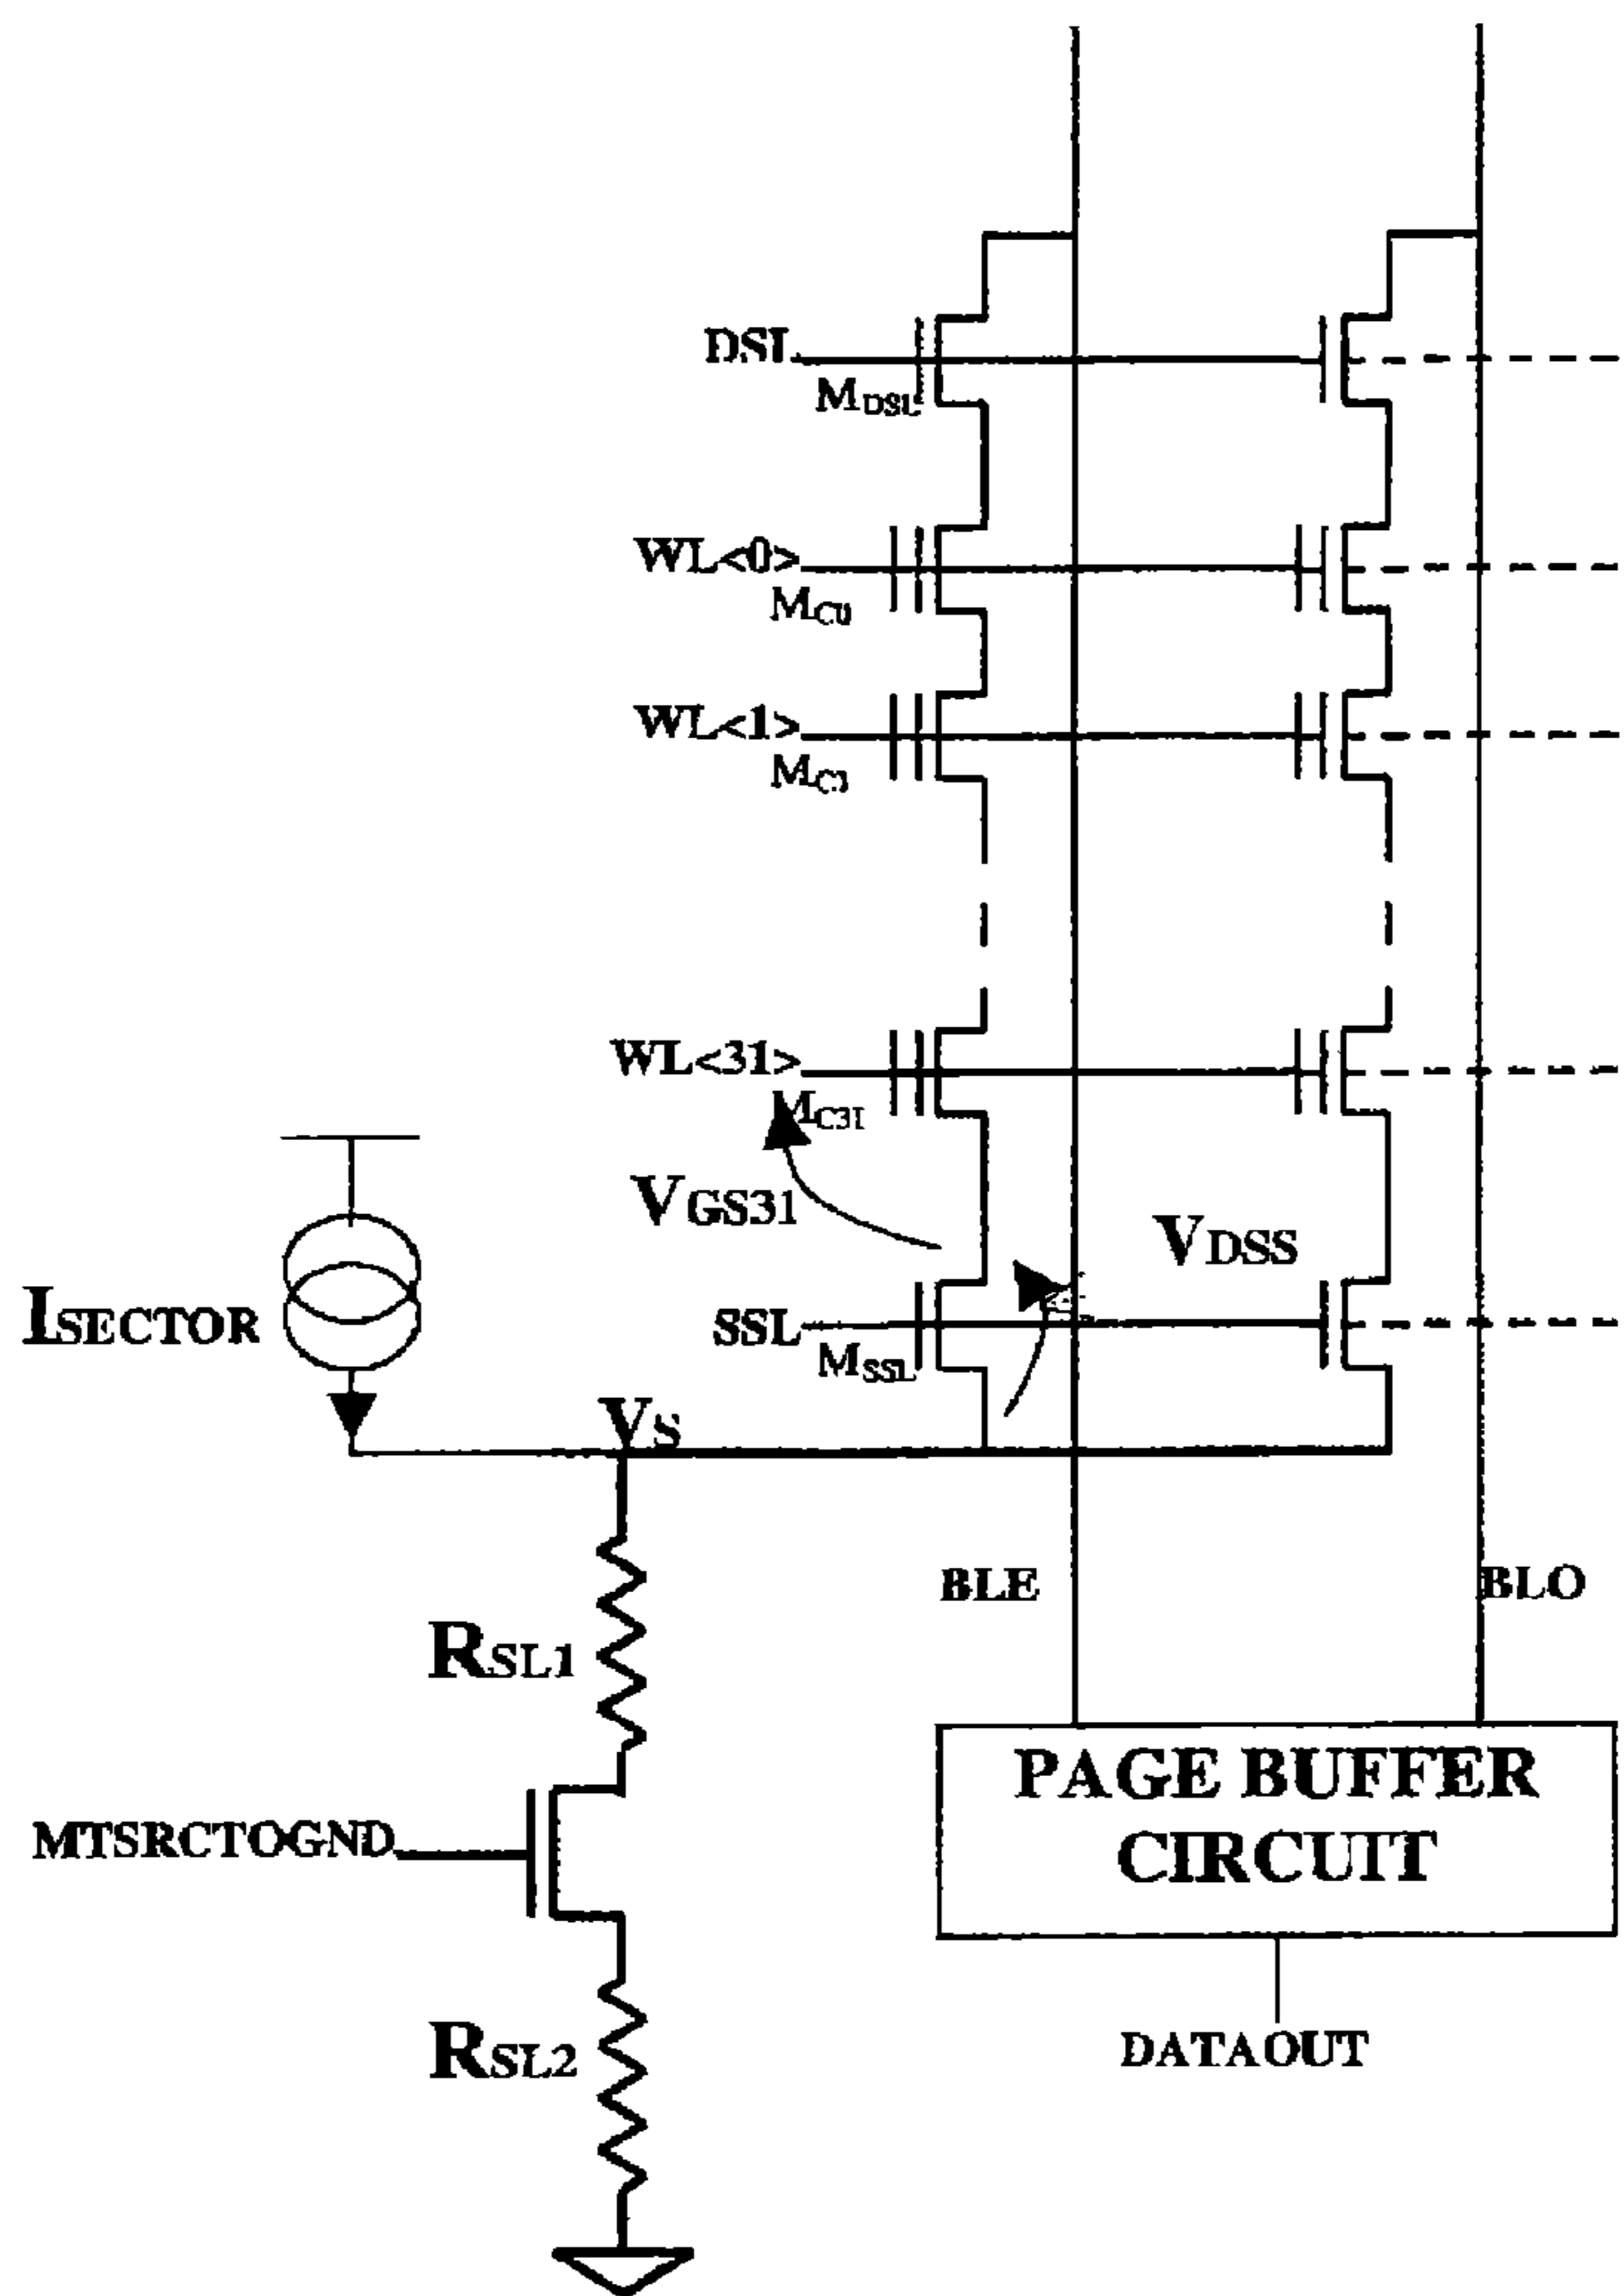 DSL
MDSL
WL<0>
MC0
WL<1>
MC1
WL<31>
MC31
VGS31
VDSS
ISECTOR
SSL
MSSL
VS
BLE
BLO
RSL1
PAGE BUFFER
CIRCUIT
MTSRCTOGND
RSL2
DATAOUT